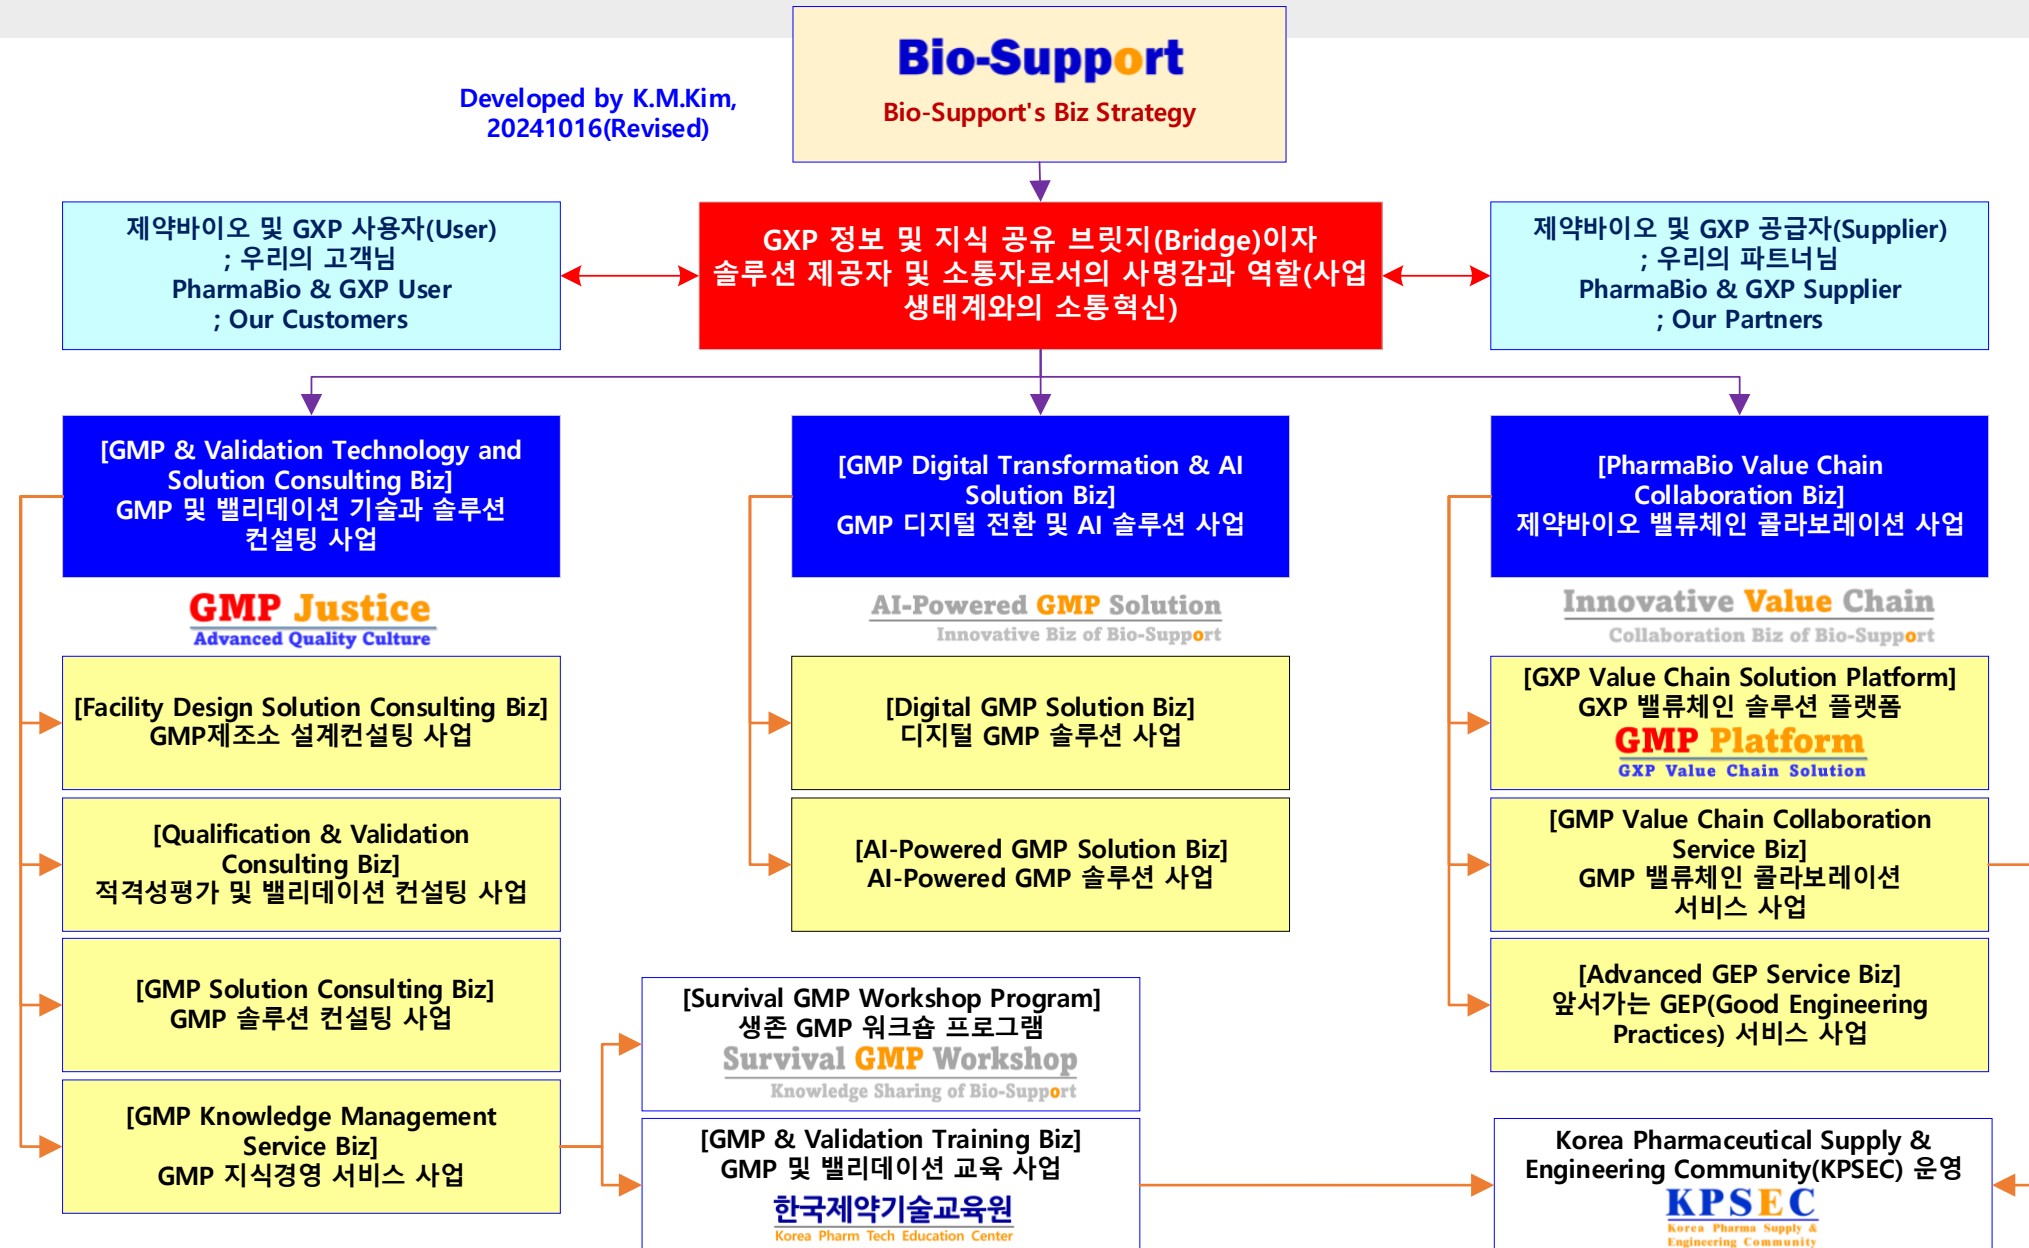 Bio-Support
Bio-Support's Biz Strategy
Developed by K.M.Kim,
20241016(Revised)
제약바이오 및 GXP 사용자(User)
; 우리의 고객님
PharmaBio & GXP User
; Our Customers
GXP 정보 및 지식 공유 브릿지(Bridge)이자
솔루션 제공자 및 소통자로서의 사명감과 역할(사업
생태계와의 소통혁신)
제약바이오 및 GXP 공급자(Supplier)
; 우리의 파트너님
PharmaBio & GXP Supplier
; Our Partners
[GMP & Validation Technology and
Solution Consulting Biz]
GMP 및 밸리데이션 기술과 솔루션
컨설팅 사업
GMP Justice
Advanced Quality Culture
[Facility Design Solution Consulting Biz]
GMP제조소 설계컨설팅 사업
[Qualification & Validation
Consulting Biz]
적격성평가 및 밸리데이션 컨설팅 사업
[GMP Solution Consulting Biz]
GMP 솔루션 컨설팅 사업
[GMP Knowledge Management
Service Biz]
GMP 지식경영 서비스 사업
[GMP Digital Transformation & AI
Solution Biz]
GMP 디지털 전환 및 AI 솔루션 사업
AI-Powered GMP Solution
Innovative Biz of Bio-Support
[Digital GMP Solution Biz]
디지털 GMP 솔루션 사업
[AI-Powered GMP Solution Biz]
AI-Powered GMP 솔루션 사업
[Survival GMP Workshop Program]
생존 GMP 워크숍 프로그램
Survival GMP Workshop
Knowledge Sharing of Bio-Support
[GMP & Validation Training Biz]
GMP 및 밸리데이션 교육 사업
한국제약기술교육원
Korea Pharm Tech Education Center
[PharmaBio Value Chain
Collaboration Biz]
제약바이오 밸류체인 콜라보레이션 사업
Innovative Value Chain
Collaboration Biz of Bio-Support
[GXP Value Chain Solution Platform]
GXP 밸류체인 솔루션 플랫폼
GMP Platform
GXP Value Chain Solution
[GMP Value Chain Collaboration
Service Biz]
GMP 밸류체인 콜라보레이션
서비스 사업
[Advanced GEP Service Biz]
앞서가는 GEP(Good Engineering
Practices) 서비스 사업
Korea Pharmaceutical Supply &
Engineering Community(KPSEC) 운영
KPSEC
Korea Pharma Supply &
Engineering Community